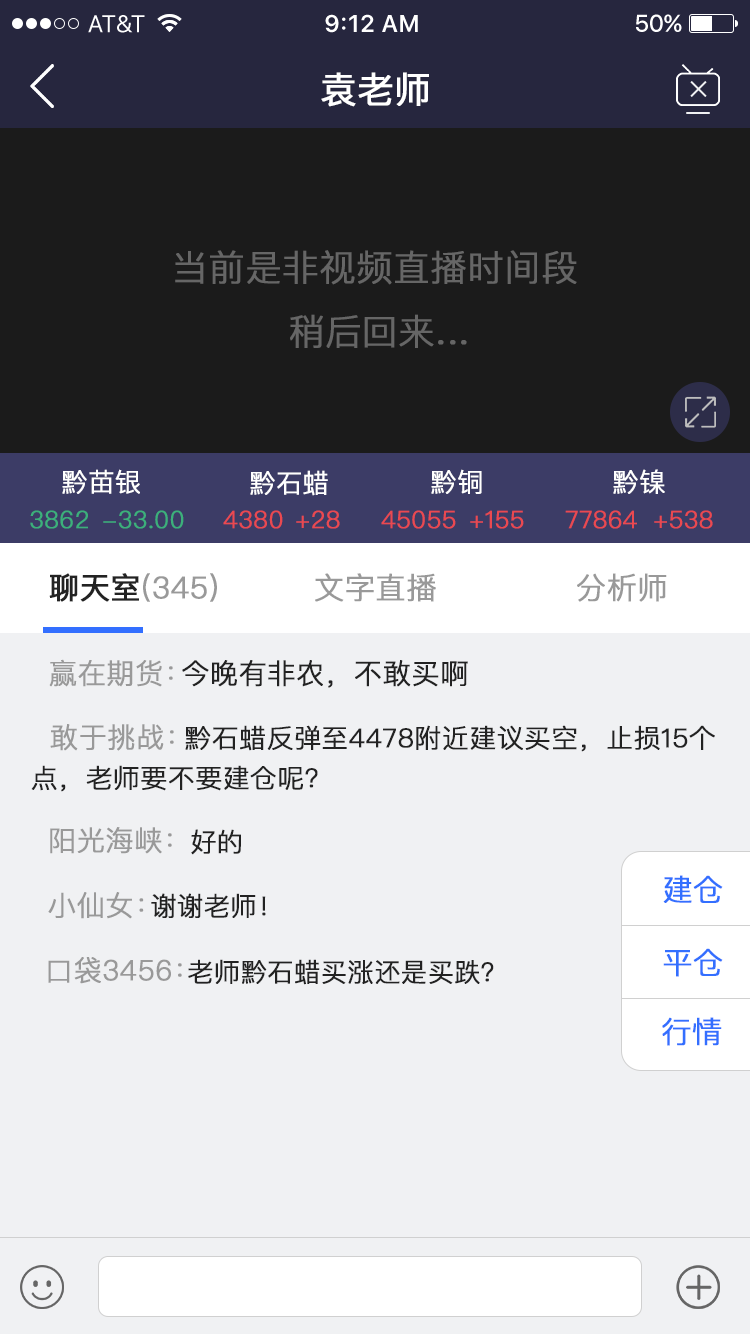 AT&T 9:12 AM 50%
袁老师
当前是非视频直播时间段
稍后回来...
黔苗银 黔石蜡 黔铜 黔镍
3862 -33.00 4380 +28 45055 +155 77864 +538
聊天室(345) 文字直播 分析师
赢在期货: 今晚有非农，不敢买啊
敢于挑战: 黔石蜡反弹至4478附近建议买空，止损15个
点，老师要不要建仓呢?
阳光海峡: 好的
小仙女: 谢谢老师!
口袋3456: 老师黔石蜡买涨还是买跌?
建仓
平仓
行情